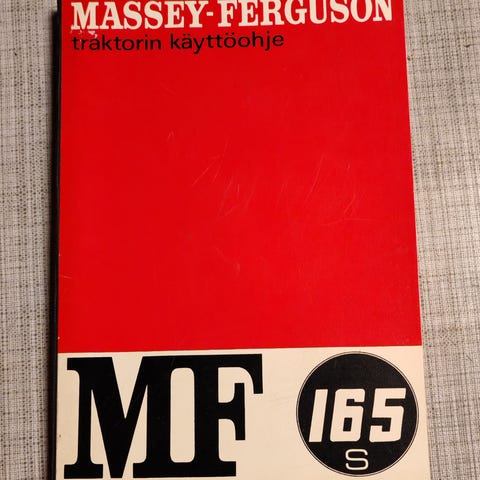 MASSEY-FERGUSON
traktorin käyttöohje
MF
165
S